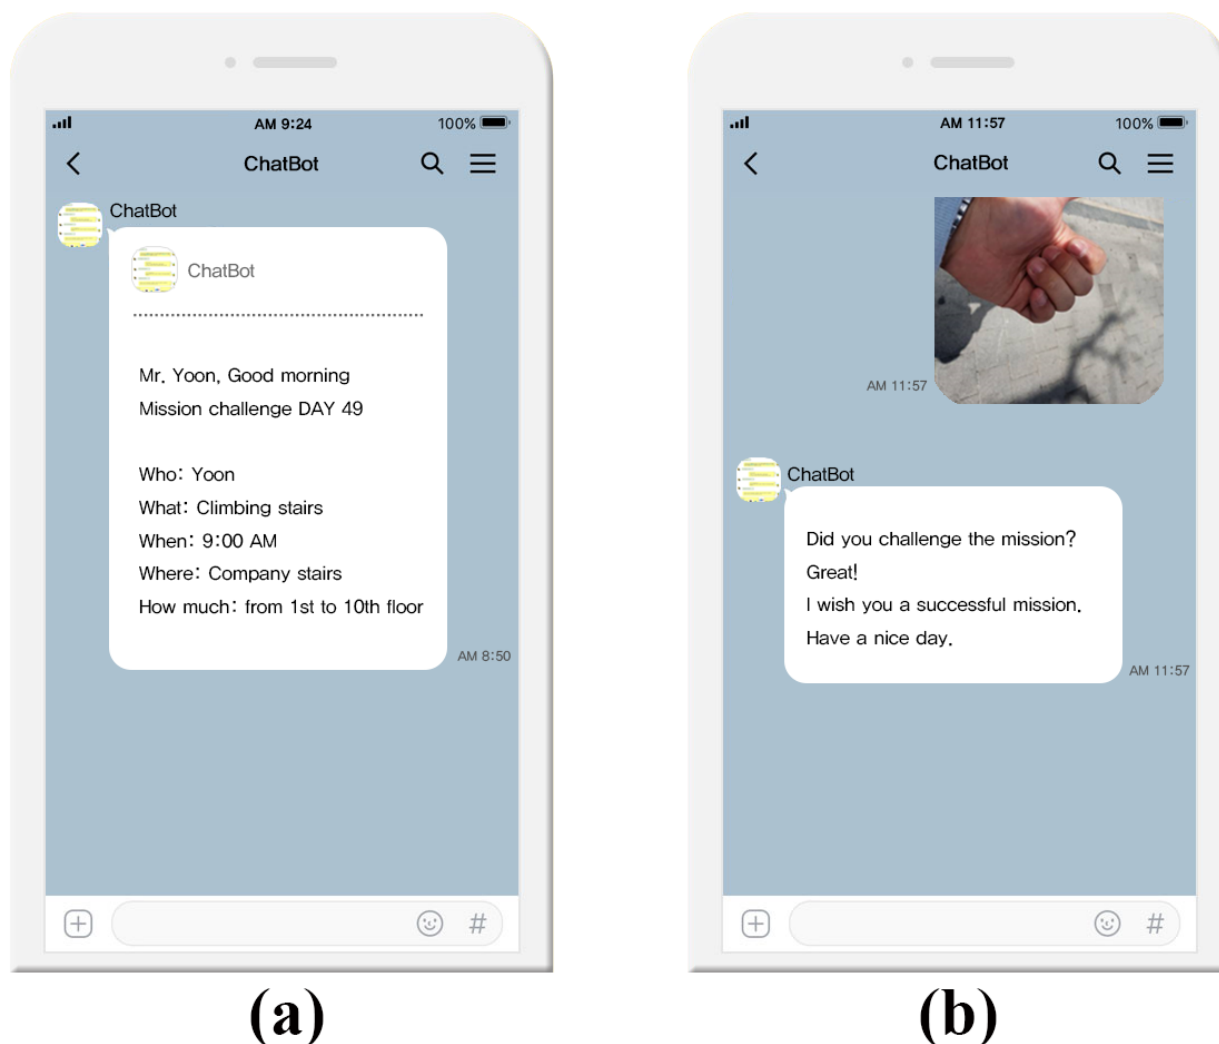 AM 9:24
100%
ChatBot
ChatBot
ChatBot
Mr. Yoon, Good morning
Mission challenge DAY 49
Who: Yoon
What: Climbing stairs
When: 9:00 AM
Where: Company stairs
How much: from 1st to 10th floor
AM 8:50
#
(a)
AM 11:57
100%
ChatBot
AM 11:57
ChatBot
Did you challenge the mission?
Great!
I wish you a successful mission.
Have a nice day.
AM 11:57
#
(b)